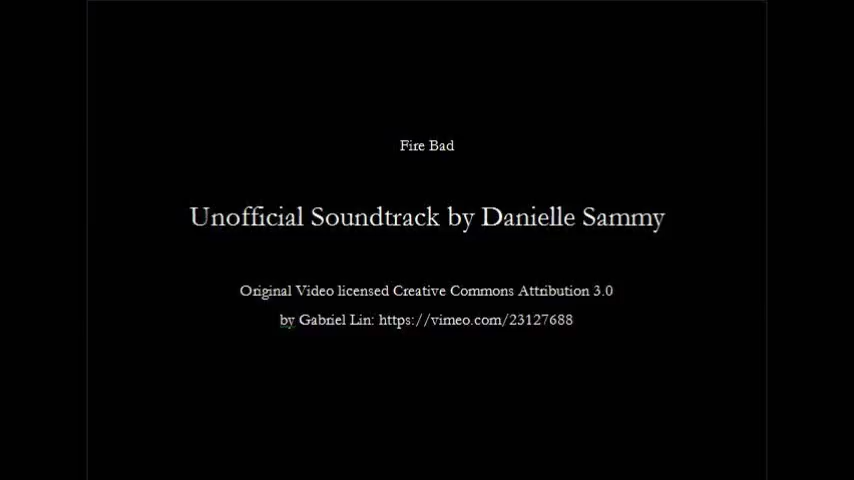 Fire Bad
Unofficial Soundtrack by Danielle Sammy
Original Video licensed Creative Commons Attribution 3.0
by Gabriel Lin: https://vimeo.com/23127688